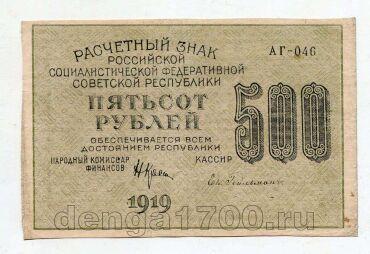 РАСЧЕТНЫЙ ЗНАК
РОССИЙСКОЙ
СОЦИАЛИСТИЧЕСКОЙ ФЕДЕРАТИВНОЙ
СОВЕТСКОЙ РЕСПУБЛИКИ
АГ-046
ПЯТЬСОТ
РУБЛЕЙ
500
ОБЕСПЕЧИВАЕТСЯ ВСЕМ
ДОСТОЯНИЕМ РЕСПУБЛИКИ
НАРОДНЫЙ КОМИССАР
ФИНАНСОВ
КАССИР
1919
denga1700.ru